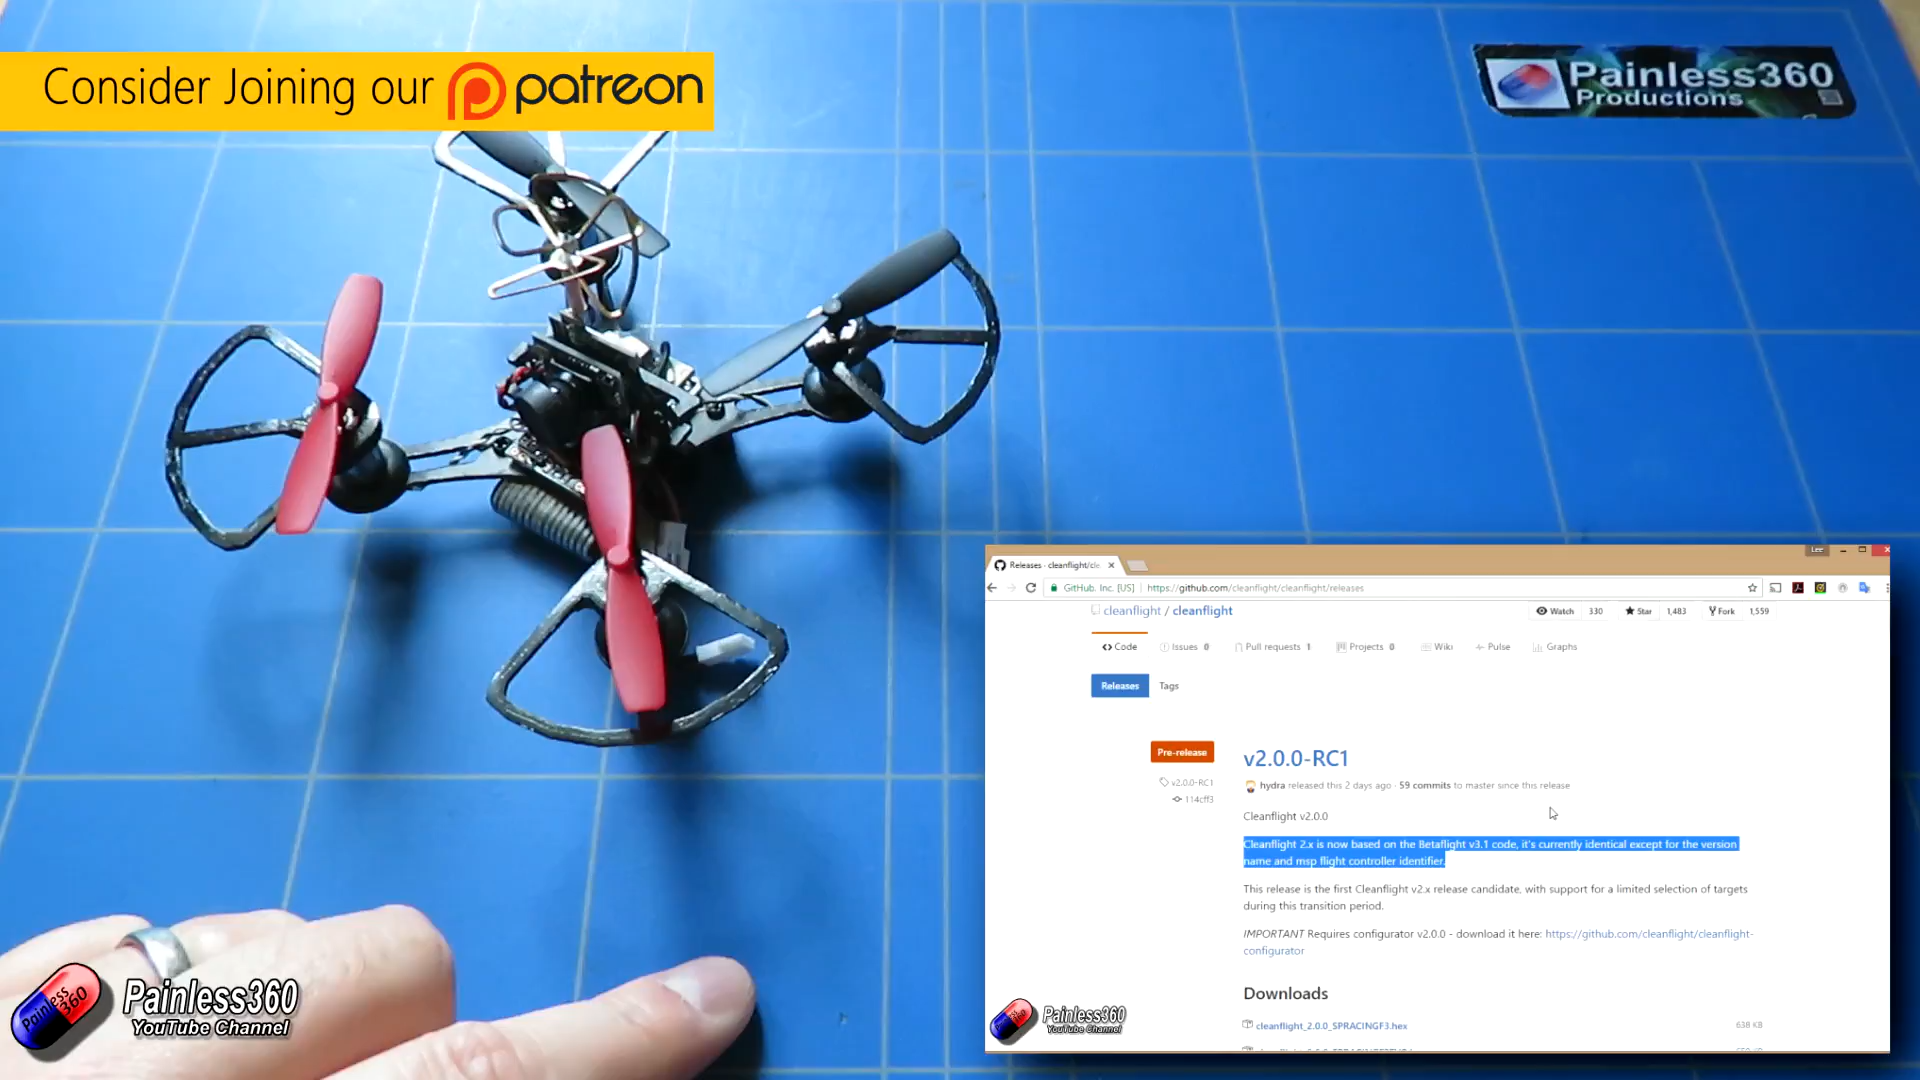 Consider Joining our patreon
Painless360
Productions
Lee
Releases · cleanflight/cle
GitHub, Inc. [US] https://github.com/cleanflight/cleanflight/releases
cleanflight / cleanflight
Watch 330 Star 1,483 Fork 1,559
Code Issues 0 Pull requests 1 Projects 0 Wiki Pulse Graphs
Releases Tags
Pre-release
v2.0.0-RC1
v2.0.0-RC1
114cff3
hydra released this 2 days ago · 59 commits to master since this release
Cleanflight v2.0.0
Cleanflight 2.x is now based on the Betaflight v3.1 code, it's currently identical except for the version
name and msp flight controller identifier.
This release is the first Cleanflight v2.x release candidate, with support for a limited selection of targets
during this transition period.
IMPORTANT Requires configurator v2.0.0 - download it here: https://github.com/cleanflight/cleanflight-
configurator
Downloads
cleanflight_2.0.0_SPRACINGF3.hex 638 KB
Painless360
Painless360
YouTube Channel
Painless360
YouTube Channel